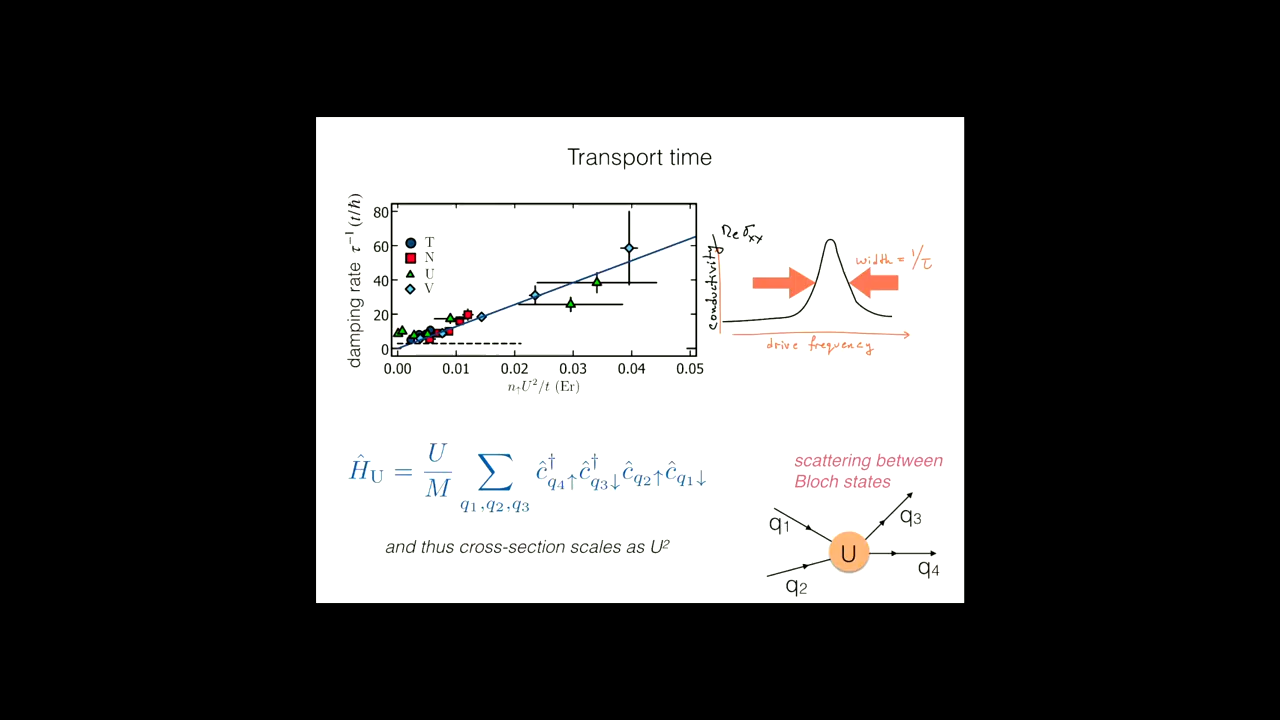 Transport time
damping rate τ⁻¹ (t/ħ)
80
60
40
20
0
T
N
U
V
0.00 0.01 0.02 0.03 0.04 0.05
n↑U²/t (Er)
Re σxx
conductivity
width = 1/τ
drive frequency
Ĥ_U = U/M ∑_{q1,q2,q3} ĉ†_{q4↑} ĉ†_{q3↓} ĉ_{q2↑} ĉ_{q1↓}
and thus cross-section scales as U²
scattering between
Bloch states
q1
q3
U
q4
q2